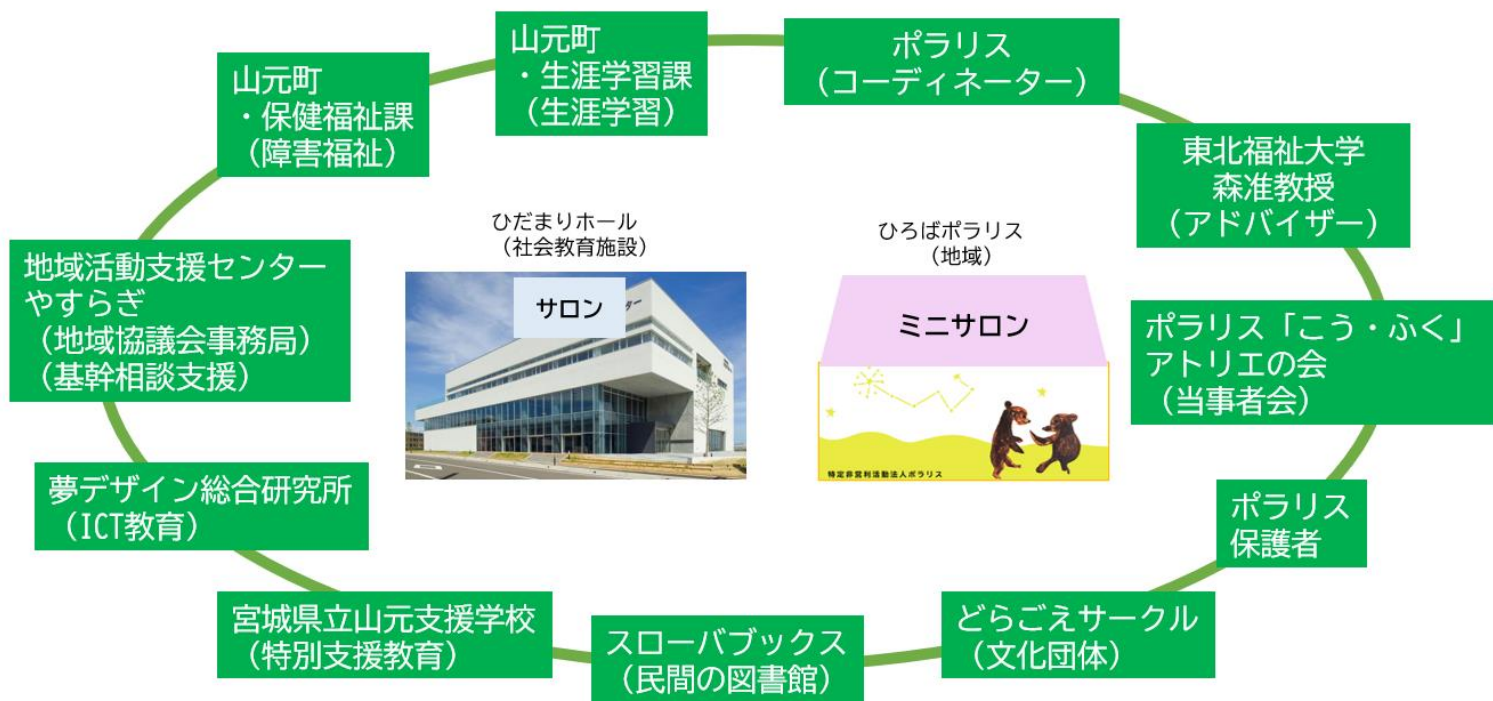 山元町
・生涯学習課
（生涯学習）
ポラリス
（コーディネーター）
山元町
・保健福祉課
（障害福祉）
東北福祉大学
森准教授
（アドバイザー）
ひだまりホール
（社会教育施設）
サロン
ター
ひろばポラリス
（地域）
ミニサロン
特定非営利活動法人ポラリス
地域活動支援センター
やすらぎ
（地域協議会事務局）
（基幹相談支援）
ポラリス「こう・ふく」
アトリエの会
（当事者会）
夢デザイン総合研究所
（ICT教育）
ポラリス
保護者
宮城県立山元支援学校
（特別支援教育）
スローバブックス
（民間の図書館）
どらごえサークル
（文化団体）